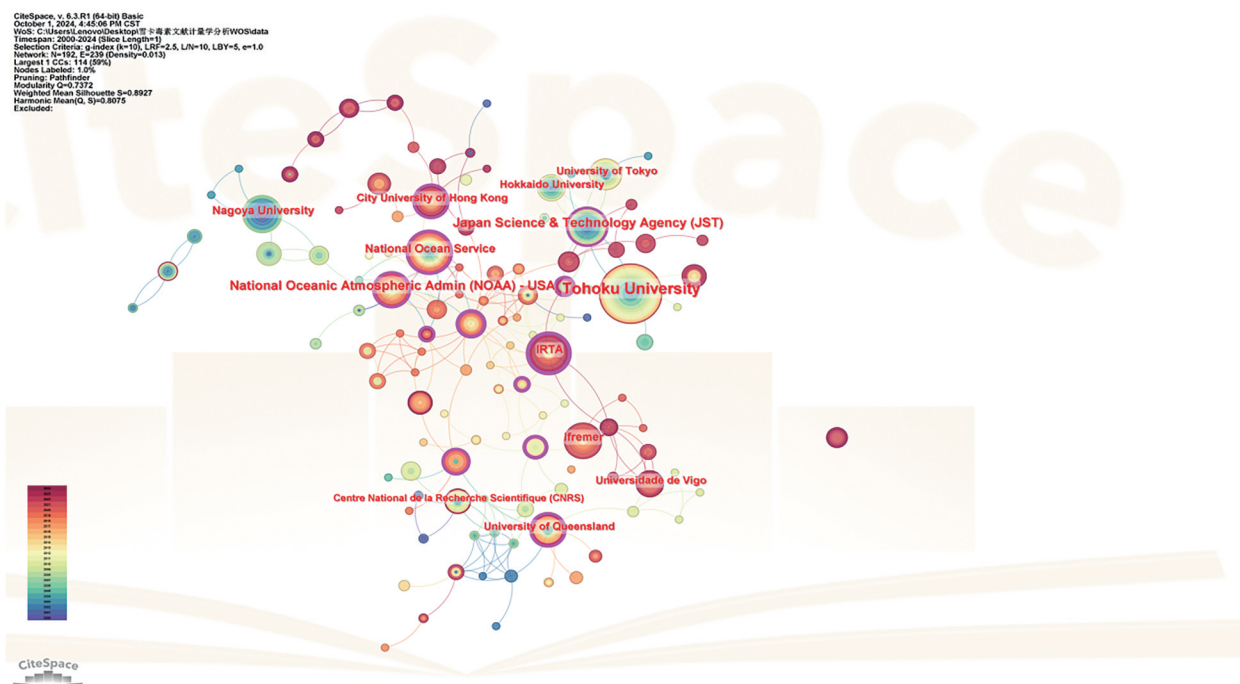 CiteSpace, v. 6.3.R1 (64-bit) Basic
October 1, 2024, 4:45:06 PM CST
WoS: C:\Users\Lenovo\Desktop\雪卡毒素文献计量学分析WOS\data
Timespan: 2000-2024 (Slice Length=1)
Selection Criteria: g-index (k=10), LRF=2.5, L/N=10, LBY=5, e=1.0
Network: N=192, E=239 (Density=0.013)
Largest 1 CCs: 114 (59%)
Nodes Labeled: 1.0%
Pruning: Pathfinder
Modularity Q=0.7372
Weighted Mean Silhouette S=0.8927
Harmonic Mean(Q, S)=0.8075
Excluded:
CiteSpace
University of Tokyo
Hokkaido University
City University of Hong Kong
Nagoya University
Japan Science & Technology Agency (JST)
National Ocean Service
National Oceanic Atmospheric Admin (NOAA) - USA
Tohoku University
IRTA
Ifremer
Universidade de Vigo
Centre National de la Recherche Scientifique (CNRS)
University of Queensland
CiteSpace